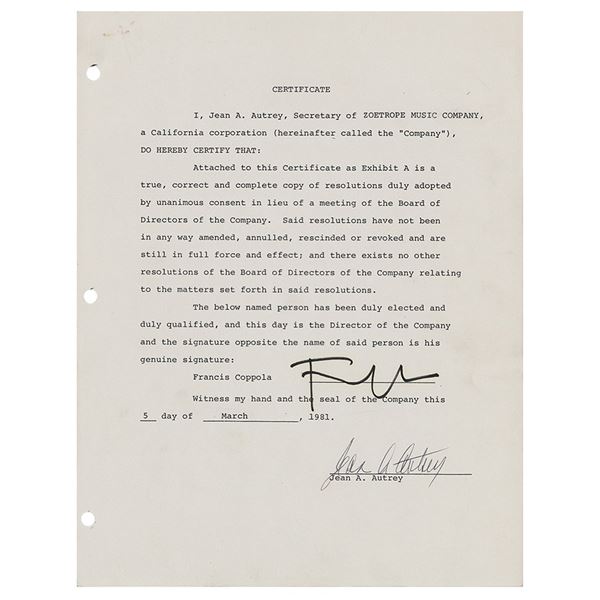 CERTIFICATE
I, Jean A. Autrey, Secretary of ZOETROPE MUSIC COMPANY,
a California corporation (hereinafter called the "Company"),
DO HEREBY CERTIFY THAT:
Attached to this Certificate as Exhibit A is a
true, correct and complete copy of resolutions duly adopted
by unanimous consent in lieu of a meeting of the Board of
Directors of the Company. Said resolutions have not been
in any way amended, annulled, rescinded or revoked and are
still in full force and effect; and there exists no other
resolutions of the Board of Directors of the Company relating
to the matters set forth in said resolutions.
The below named person has been duly elected and
duly qualified, and this day is the Director of the Company
and the signature opposite the name of said person is his
genuine signature:
Francis Coppola
Witness my hand and the seal of the Company this
5 day of March, 1981.
Jean A Autrey
Jean A. Autrey